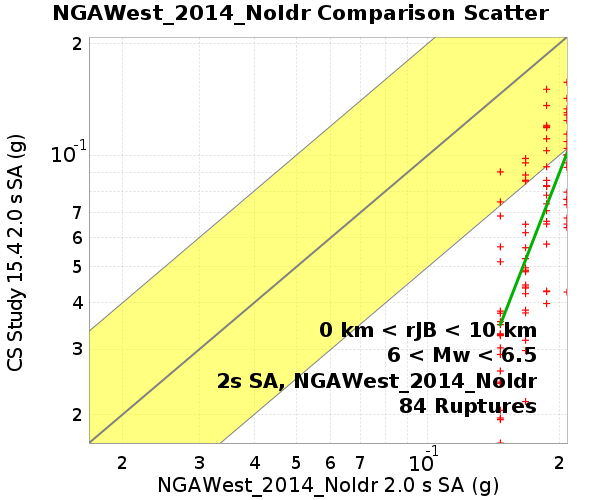 NGAWest_2014_NoIdr Comparison Scatter
CS Study 15.4 2.0 s SA (g)
2
10^-1
7
6
5
4
3
2
0 km < rJB < 10 km
6 < Mw < 6.5
2s SA, NGAWest_2014_NoIdr
84 Ruptures
2 3 4 5 6 7 10^-1 2
NGAWest_2014_NoIdr 2.0 s SA (g)